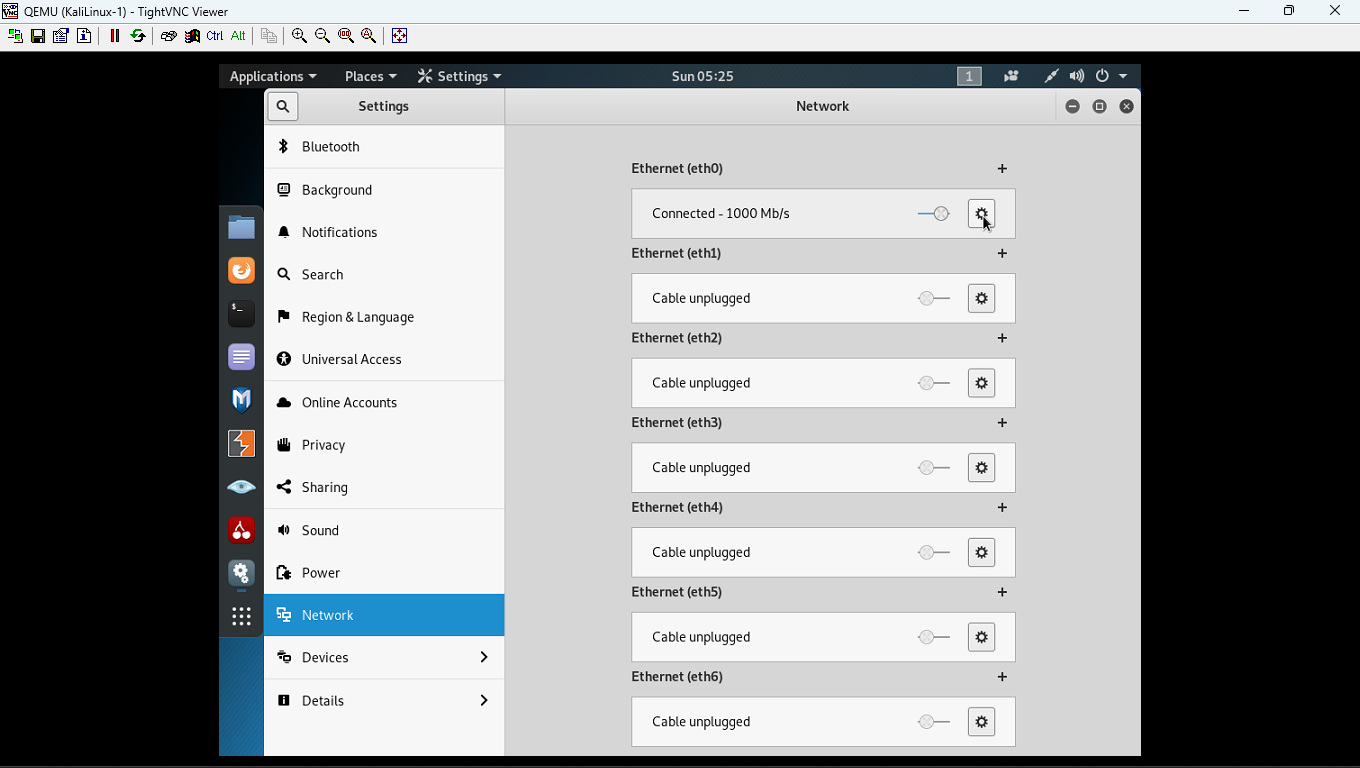 QEMU (KaliLinux-1) - TightVNC Viewer
Ctrl Alt
Applications Places Settings Sun 05:25 1
Settings Network
Bluetooth
Background
Notifications
Search
Region & Language
Universal Access
Online Accounts
Privacy
Sharing
Sound
Power
Network
Devices
Details
Ethernet (eth0) +
Connected - 1000 Mb/s
Ethernet (eth1) +
Cable unplugged
Ethernet (eth2) +
Cable unplugged
Ethernet (eth3) +
Cable unplugged
Ethernet (eth4) +
Cable unplugged
Ethernet (eth5) +
Cable unplugged
Ethernet (eth6) +
Cable unplugged